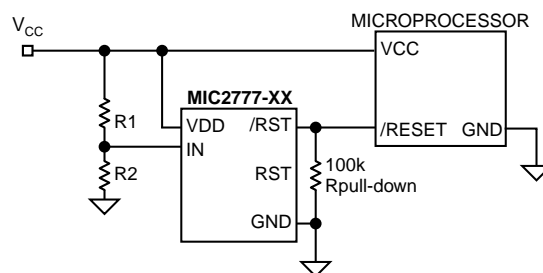 MICROPROCESSOR
VCC
VCC
MIC2777-XX
R1
VDD
/RST
/RESET
GND
IN
R2
RST
100k
Rpull-down
GND